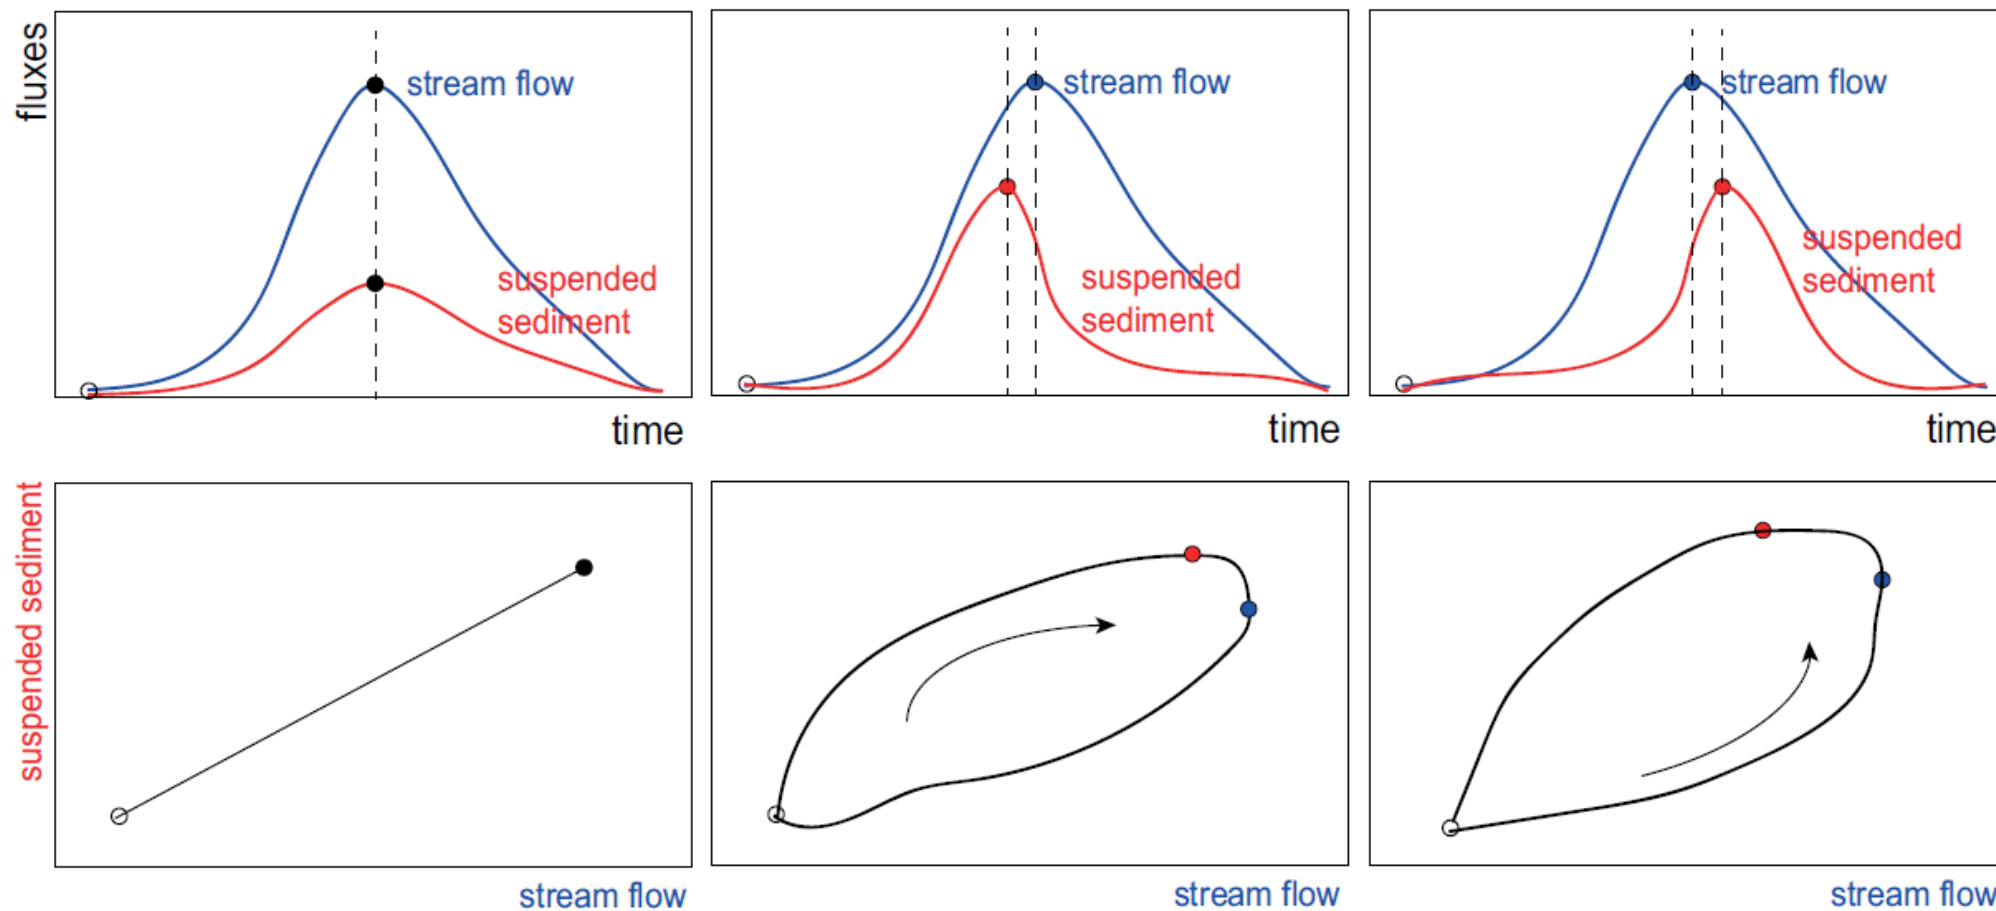 fluxes
stream flow
suspended
sediment
time
stream flow
suspended
sediment
time
stream flow
suspended
sediment
time
suspended sediment
stream flow
stream flow
stream flow